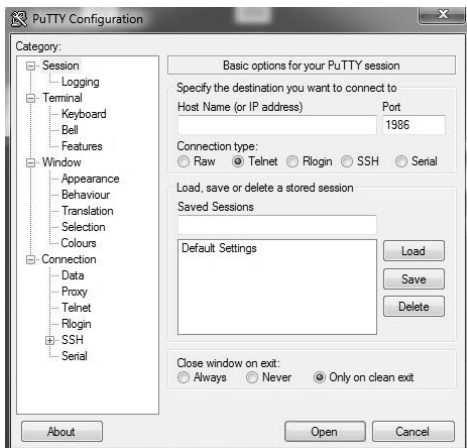 PuTTY Configuration
X
Category:
Session
Logging
Terminal
Keyboard
Bell
Features
Window
Appearance
Behaviour
Translation
Selection
Colours
Connection
Data
Proxy
Telnet
Rlogin
SSH
Serial
Basic options for your PuTTY session
Specify the destination you want to connect to
Host Name (or IP address) Port
1986
Connection type:
Raw Telnet Rlogin SSH Serial
Load, save or delete a stored session
Saved Sessions
Default Settings
Load
Save
Delete
Close window on exit:
Always Never Only on clean exit
About Open Cancel